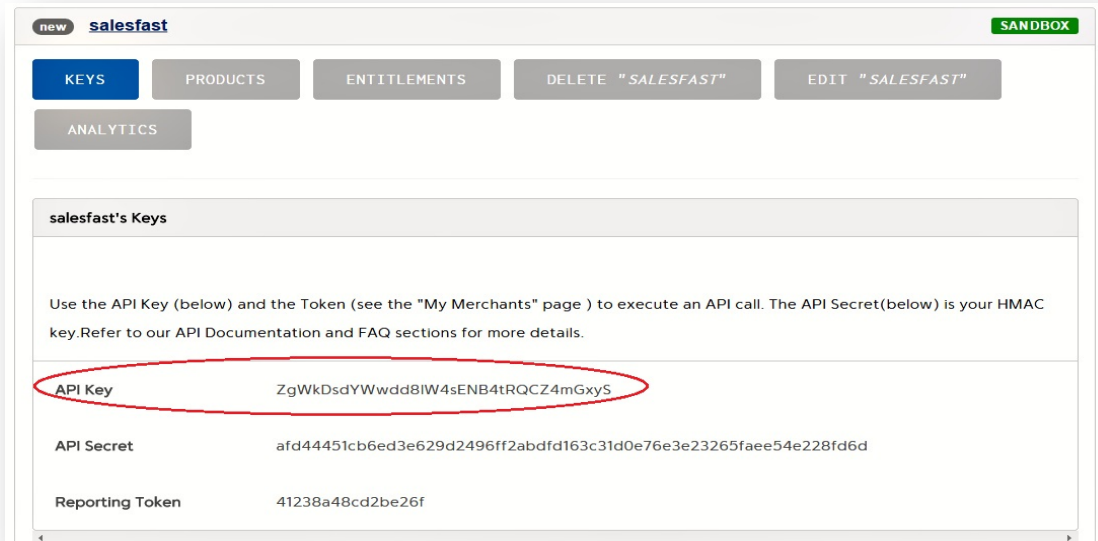 new salesfast SANDBOX
KEYS PRODUCTS ENTITLEMENTS DELETE "SALESFAST" EDIT "SALESFAST"
ANALYTICS
salesfast's Keys
Use the API Key (below) and the Token (see the "My Merchants" page ) to execute an API call. The API Secret(below) is your HMAC
key.Refer to our API Documentation and FAQ sections for more details.
API Key ZgWkDsdYWwdd8lW4sENB4tRQCZ4mGxyS
API Secret afd44451cb6ed3e629d2496ff2abdfd163c31d0e76e3e23265faee54e228fd6d
Reporting Token 41238a48cd2be26f